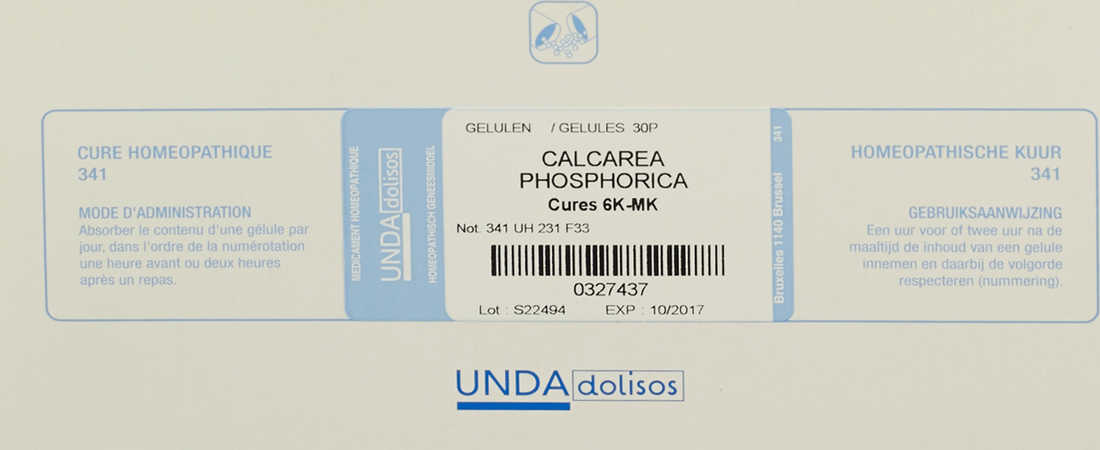 CURE HOMEOPATHIQUE
341
MODE D'ADMINISTRATION
Absorber le contenu d'une gélule par
jour, dans l'ordre de la numérotation
une heure avant ou deux heures
après un repas.
MEDICAMENT HOMEOPATHIQUE
UNDA dolisos
HOMEOPATHISCH GENEESMIDDEL
GELULEN / GELULES 30P
CALCAREA
PHOSPHORICA
Cures 6K-MK
Not. 341 UH 231 F33
0327437
Lot : S22494 EXP : 10/2017
Bruxelles 1140 Brussel 341
HOMEOPATHISCHE KUUR
341
GEBRUIKSAANWIJZING
Een uur voor of twee uur na de
maaltijd de inhoud van een gelule
innemen en daarbij de volgorde
respecteren (nummering).
UNDA dolisos